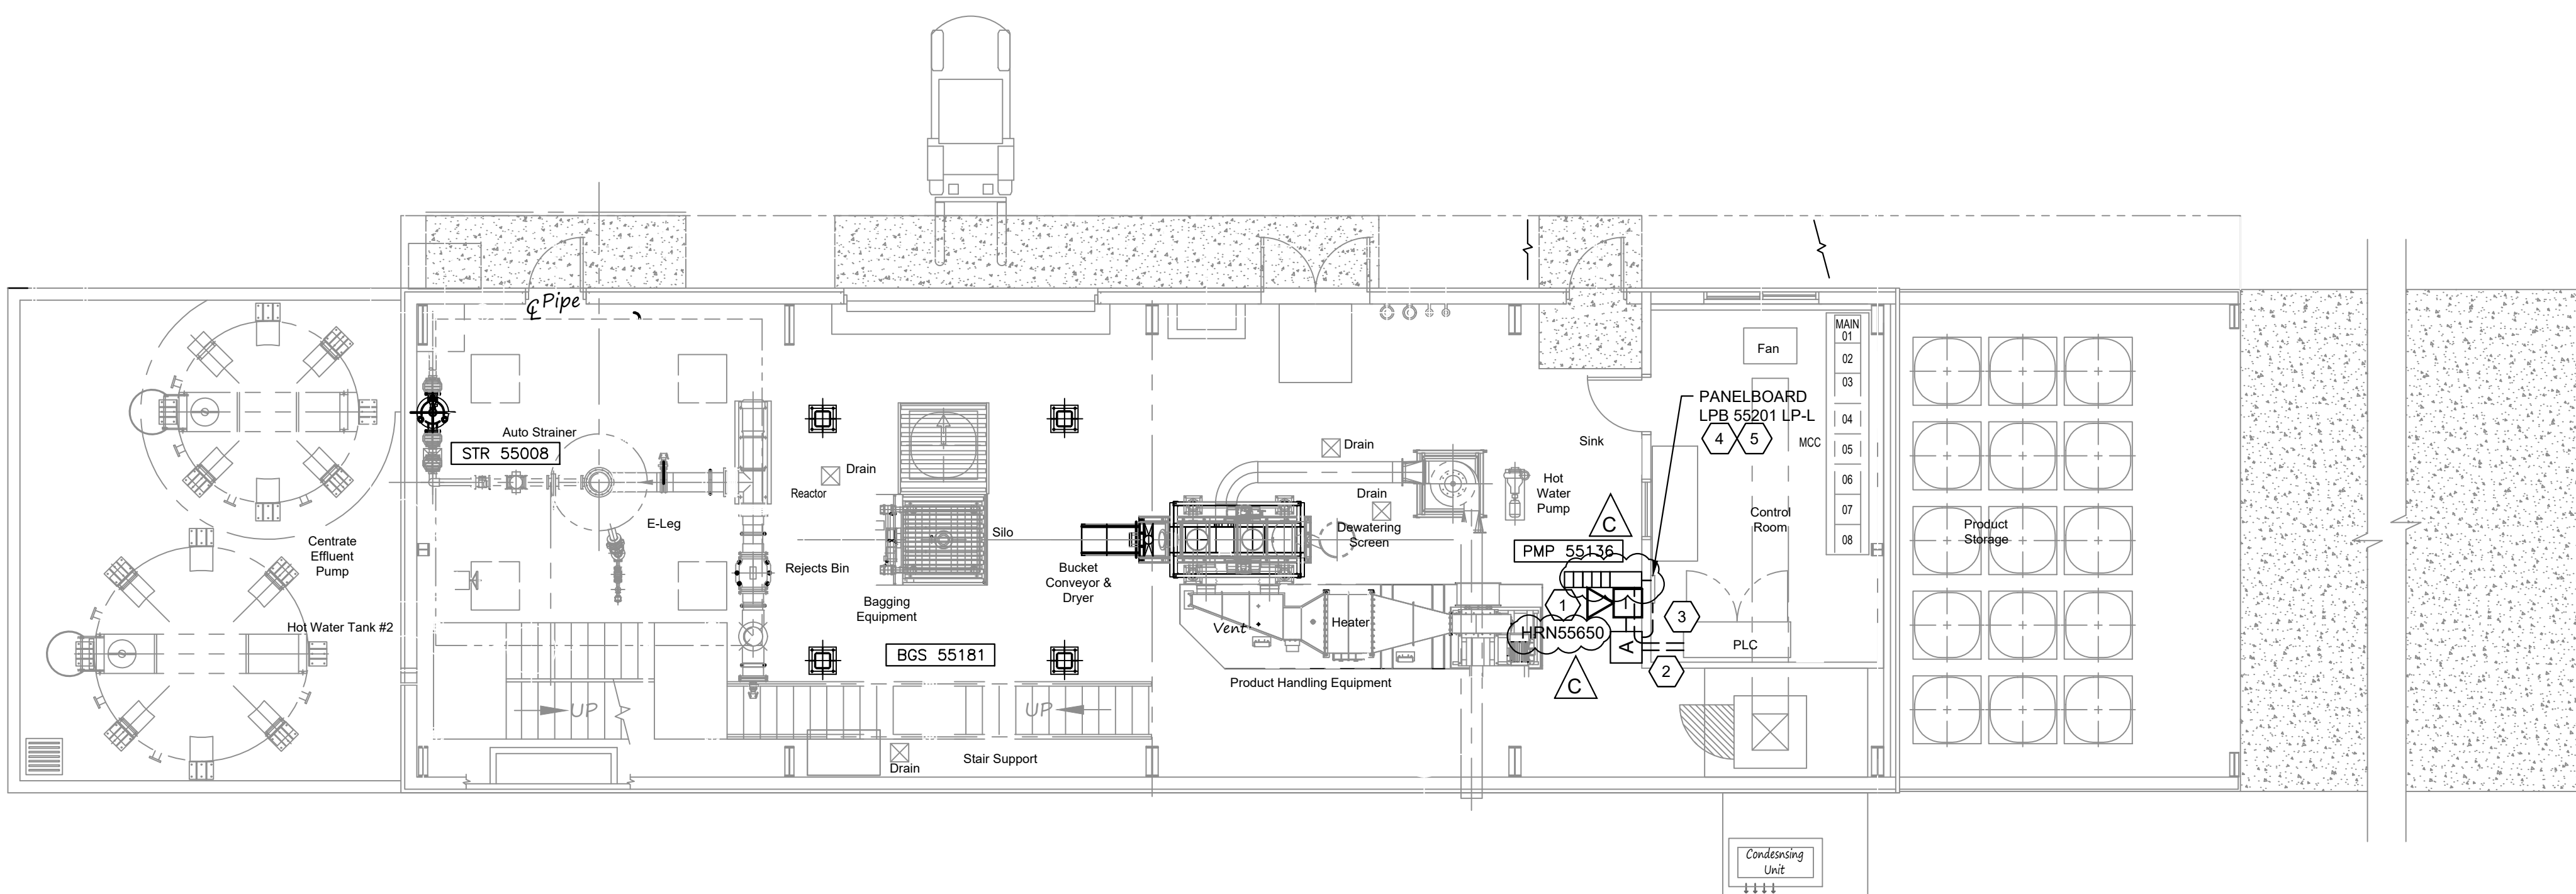 ℄ Pipe
MAIN
01
02
03
04
05
06
07
08
MCC
Fan
PANELBOARD
LPB 55201 LP-L
4
5
Auto Strainer
STR 55008
Drain
Reactor
E-Leg
Silo
Drain
Drain
Dewatering
Screen
Sink
Hot
Water
Pump
C
Control
Room
Product
Storage
Centrate
Effluent
Pump
Rejects Bin
Bucket
Conveyor &
Dryer
PMP 55136
Bagging
Equipment
1
3
Hot Water Tank #2
Vent
Heater
HRN55650
A
PLC
BGS 55181
2
C
Product Handling Equipment
UP
UP
Drain
Stair Support
Condesnsing
Unit